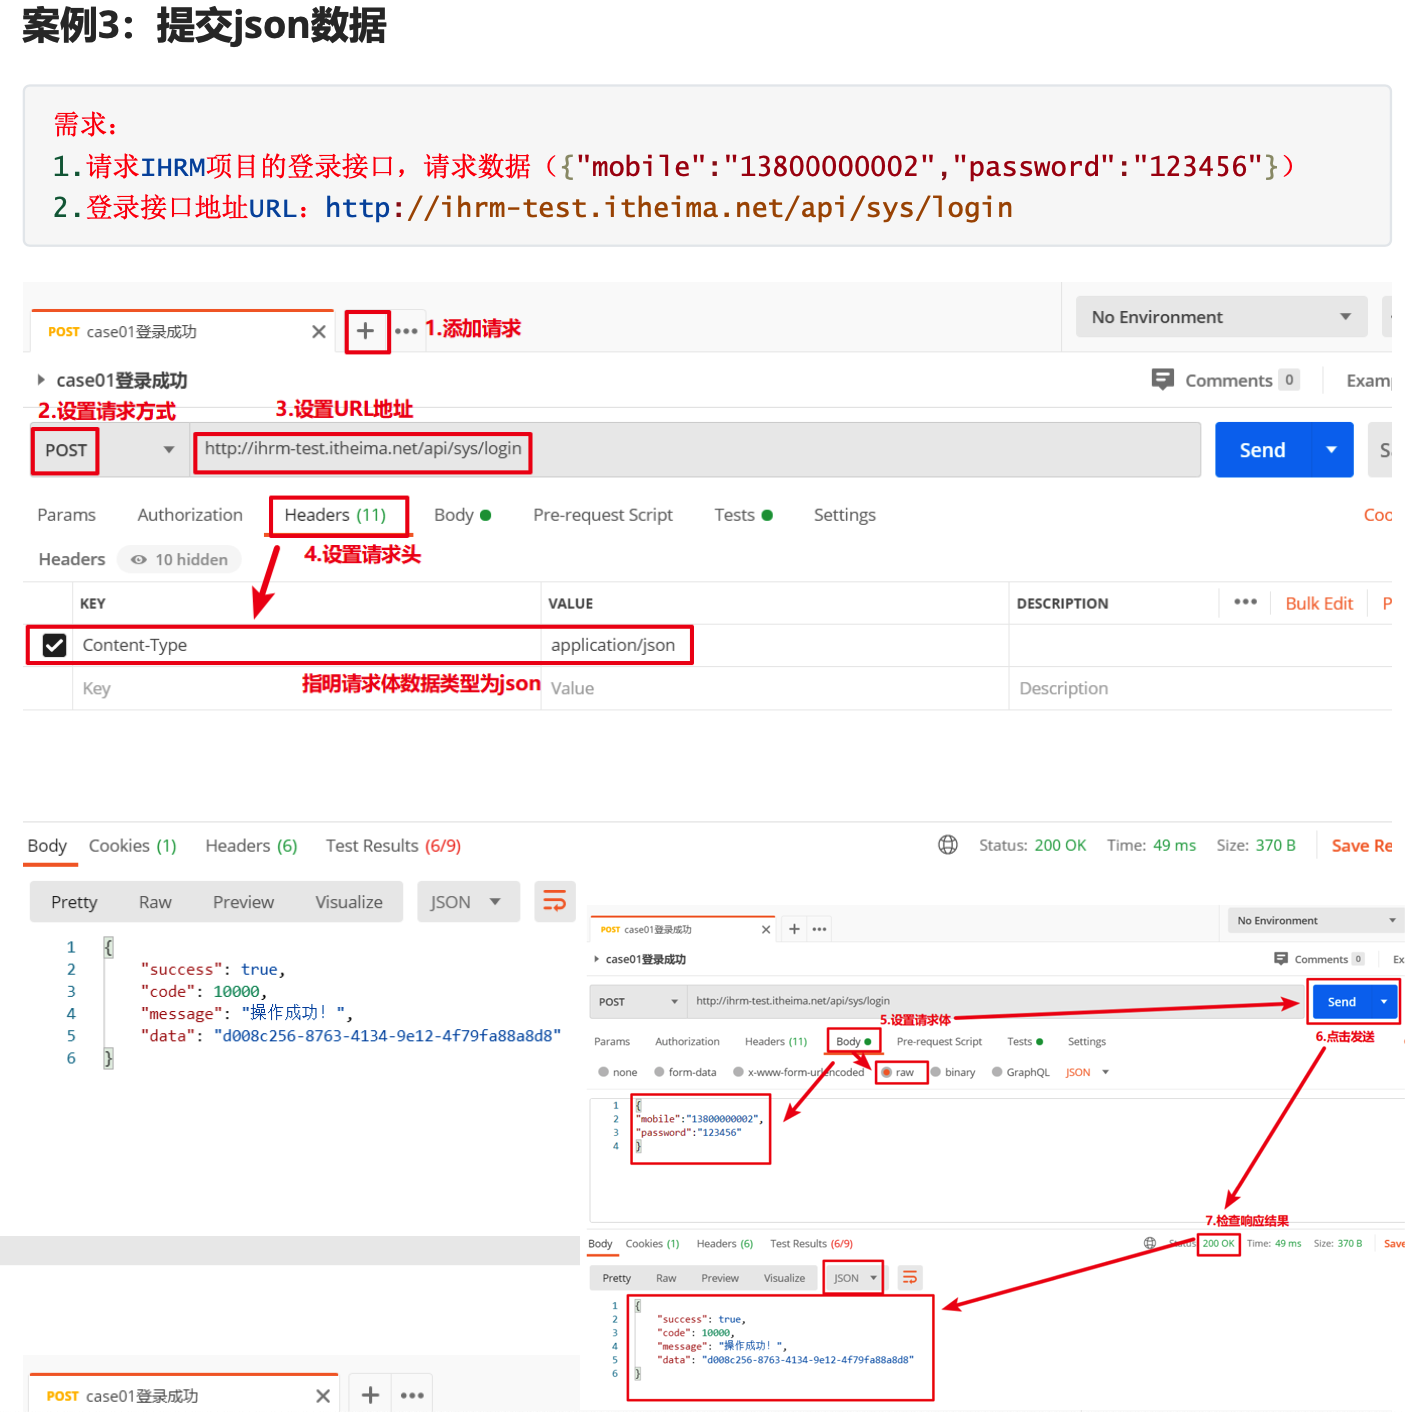 案例3：提交json数据
需求：
1.请求IHRM项目的登录接口，请求数据（{"mobile":"13800000002","password":"123456"}）
2.登录接口地址URL：http://ihrm-test.itheima.net/api/sys/login
POST case01登录成功
1.添加请求
No Environment
case01登录成功
Comments 0
2.设置请求方式
3.设置URL地址
POST
http://ihrm-test.itheima.net/api/sys/login
Send
Params Authorization Headers (11) Body Pre-request Script Tests Settings
4.设置请求头
Headers 10 hidden
KEY VALUE DESCRIPTION Bulk Edit
Content-Type application/json
Key Value Description
指明请求体数据类型为json
Body Cookies (1) Headers (6) Test Results (6/9) Status: 200 OK Time: 49 ms Size: 370 B Save Re
Pretty Raw Preview Visualize JSON
1 {
2 "success": true,
3 "code": 10000,
4 "message": "操作成功！",
5 "data": "d008c256-8763-4134-9e12-4f79fa88a8d8"
6 }
POST case01登录成功
No Environment
case01登录成功
Comments 0 Ex
POST http://ihrm-test.itheima.net/api/sys/login Send
5.设置请求体
6.点击发送
Params Authorization Headers (11) Body Pre-request Script Tests Settings
none form-data x-www-form-urlencoded raw binary GraphQL JSON
1 {
2 "mobile":"13800000002",
3 "password":"123456"
4 }
7.检查响应结果
Body Cookies (1) Headers (6) Test Results (6/9) Status: 200 OK Time: 49 ms Size: 370 B Save
Pretty Raw Preview Visualize JSON
1 {
2 "success": true,
3 "code": 10000,
4 "message": "操作成功！",
5 "data": "d008c256-8763-4134-9e12-4f79fa88a8d8"
6 }
POST case01登录成功